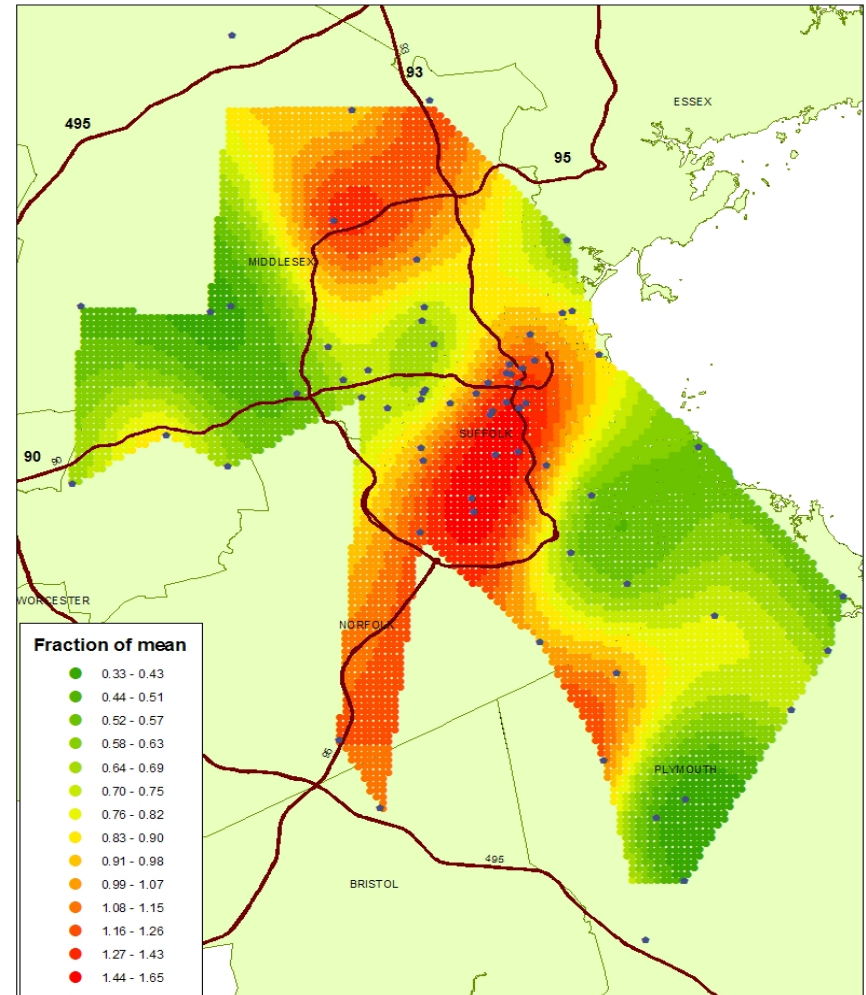 93
93
ESSEX
495
95
MIDDLESEX
SUFFOLK
90
90
WORCESTER
NORFOLK
Fraction of mean
0.33 - 0.43
0.44 - 0.51
0.52 - 0.57
0.58 - 0.63
0.64 - 0.69
0.70 - 0.75
0.76 - 0.82
0.83 - 0.90
0.91 - 0.98
0.99 - 1.07
1.08 - 1.15
1.16 - 1.26
1.27 - 1.43
1.44 - 1.65
95
PLYMOUTH
495
BRISTOL